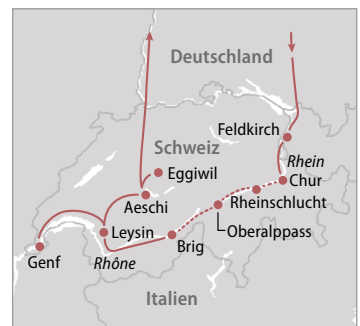 Deutschland
Feldkirch
Schweiz
Rhein
Eggiwil
Chur
Aeschi
Rheinschlucht
Leysin
Oberalppass
Brig
Genf
Rhône
Italien